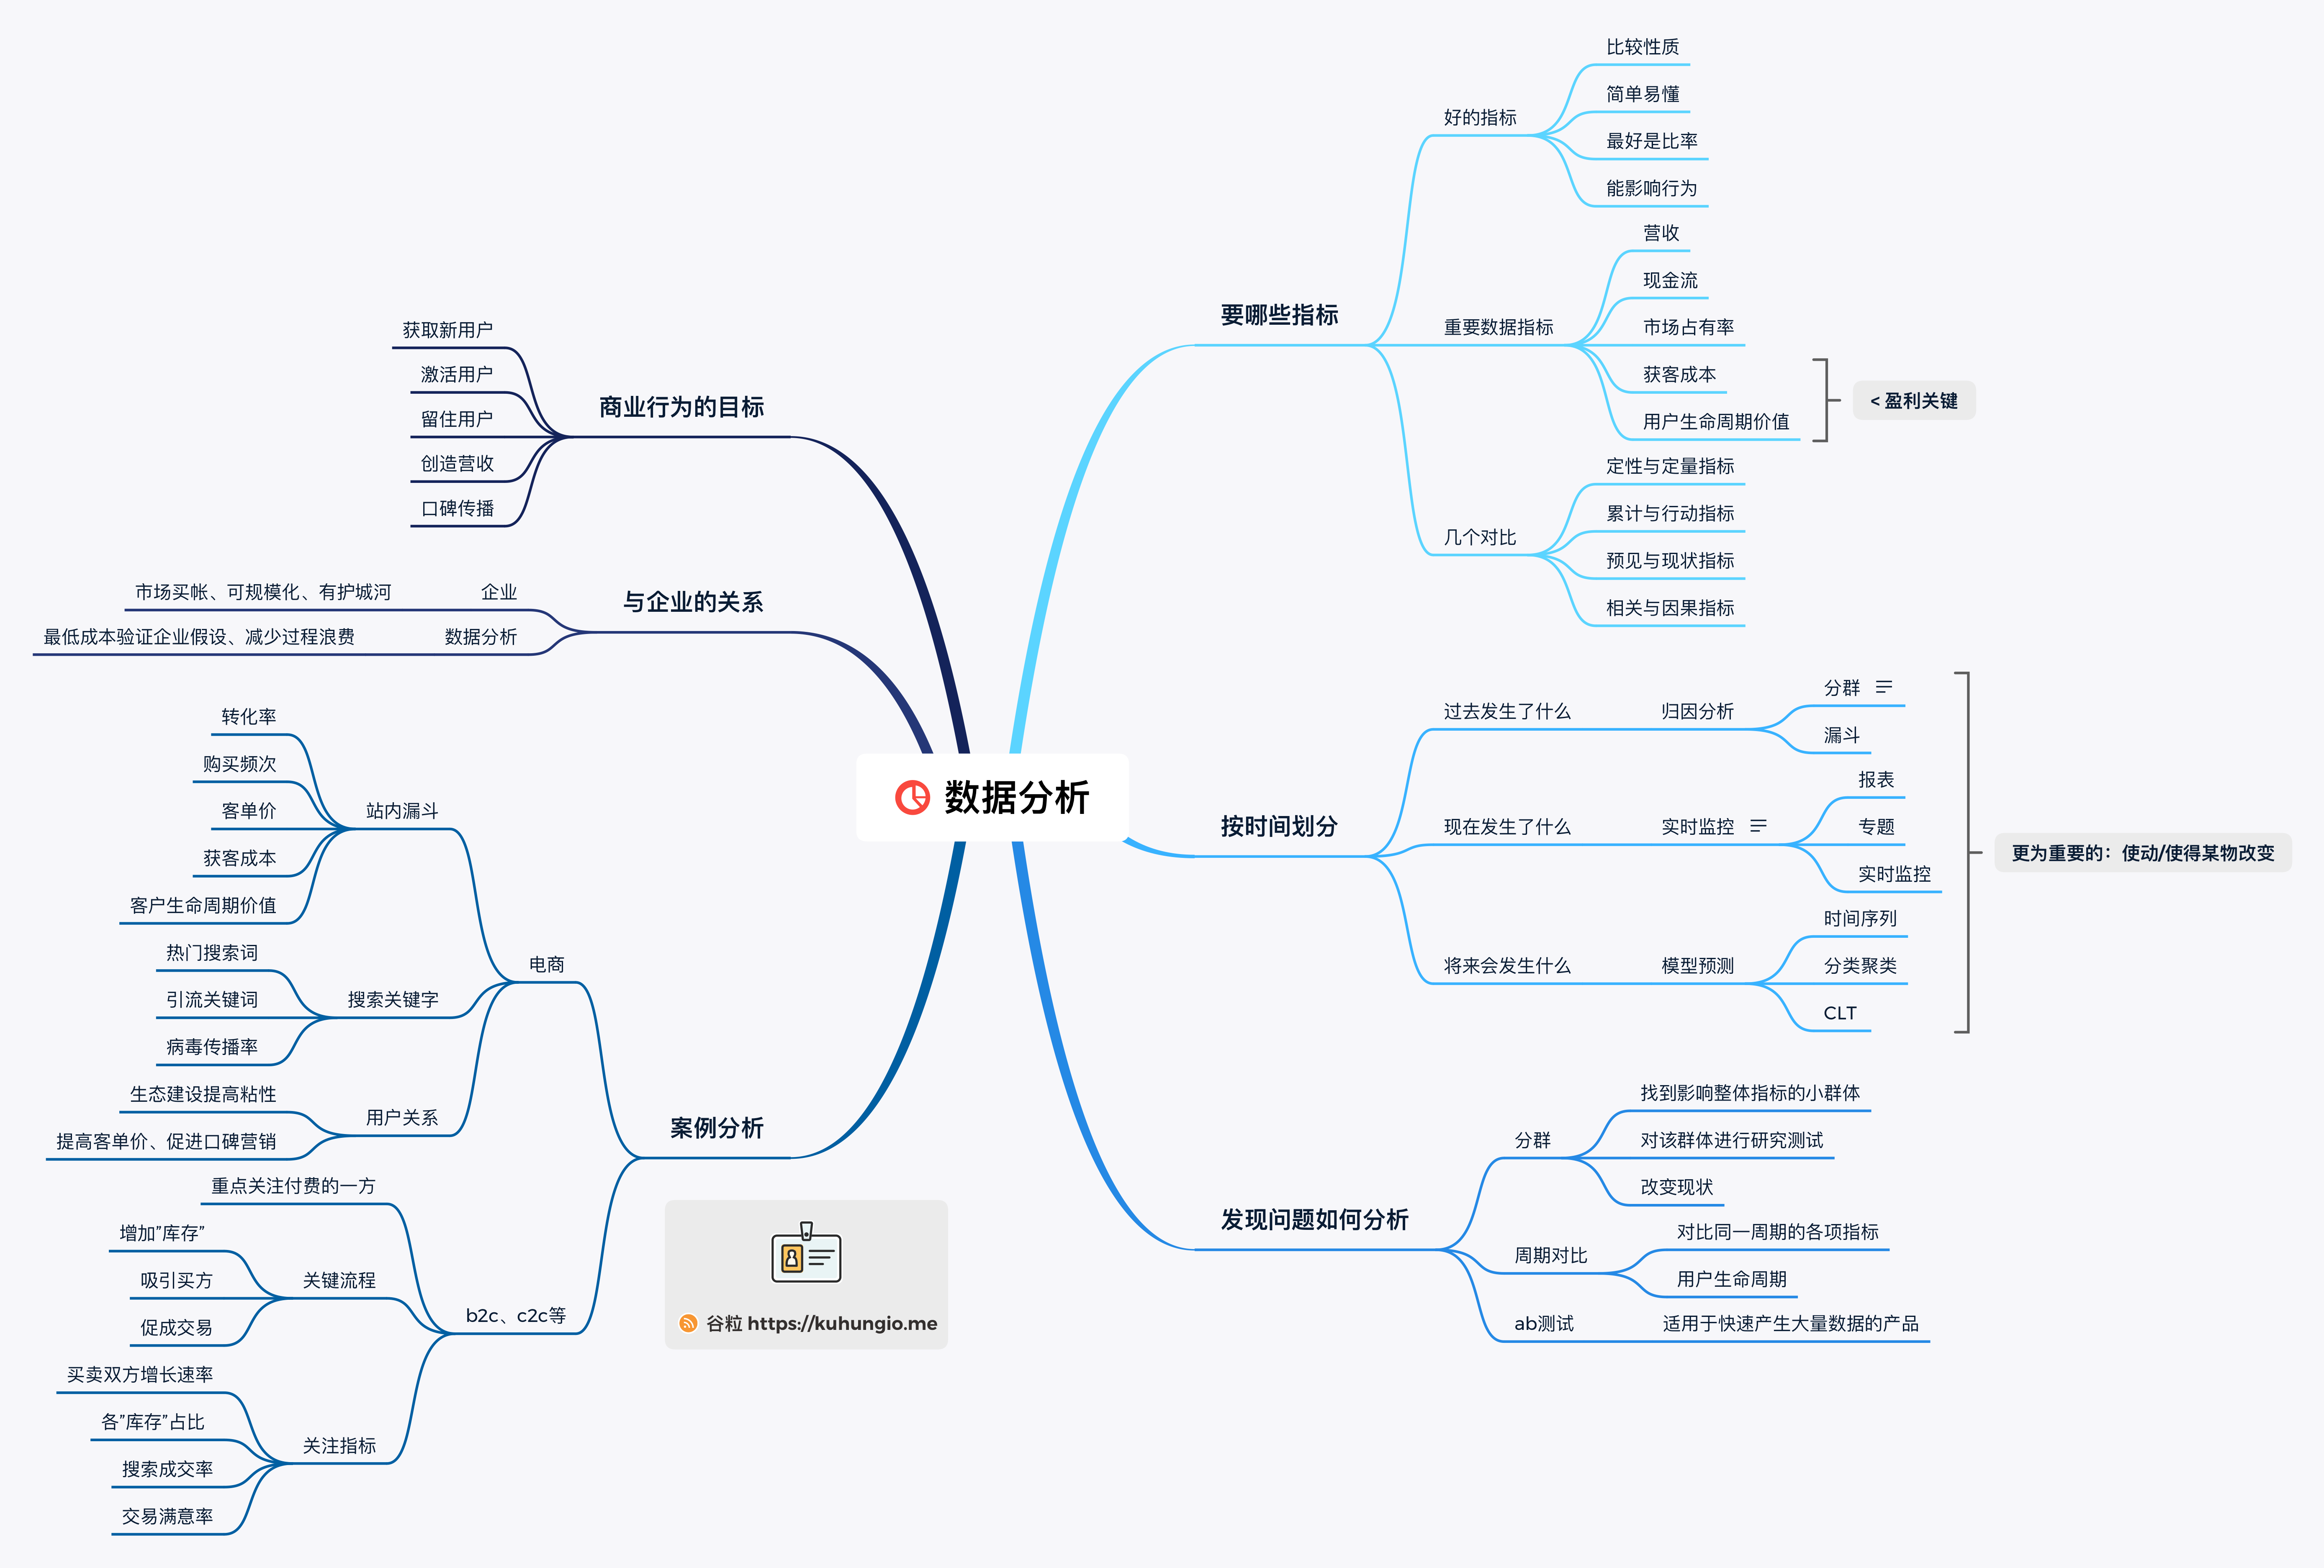 数据分析
要哪些指标
好的指标
比较性质
简单易懂
最好是比率
能影响行为
重要数据指标
营收
现金流
市场占有率
获客成本
用户生命周期价值
< 盈利关键
几个对比
定性与定量指标
累计与行动指标
预见与现状指标
相关与因果指标
按时间划分
过去发生了什么
归因分析
分群
漏斗
现在发生了什么
实时监控
报表
专题
实时监控
将来会发生什么
模型预测
时间序列
分类聚类
CLT
更为重要的：使动/使得某物改变
发现问题如何分析
分群
找到影响整体指标的小群体
对该群体进行研究测试
改变现状
周期对比
对比同一周期的各项指标
用户生命周期
ab测试
适用于快速产生大量数据的产品
商业行为的目标
获取新用户
激活用户
留住用户
创造营收
口碑传播
与企业的关系
企业
市场买帐、可规模化、有护城河
数据分析
最低成本验证企业假设、减少过程浪费
案例分析
电商
站内漏斗
转化率
购买频次
客单价
获客成本
客户生命周期价值
搜索关键字
热门搜索词
引流关键词
病毒传播率
用户关系
生态建设提高粘性
提高客单价、促进口碑营销
b2c、c2c等
重点关注付费的一方
关键流程
增加”库存”
吸引买方
促成交易
关注指标
买卖双方增长速率
各”库存”占比
搜索成交率
交易满意率
谷粒 https://kuhungio.me